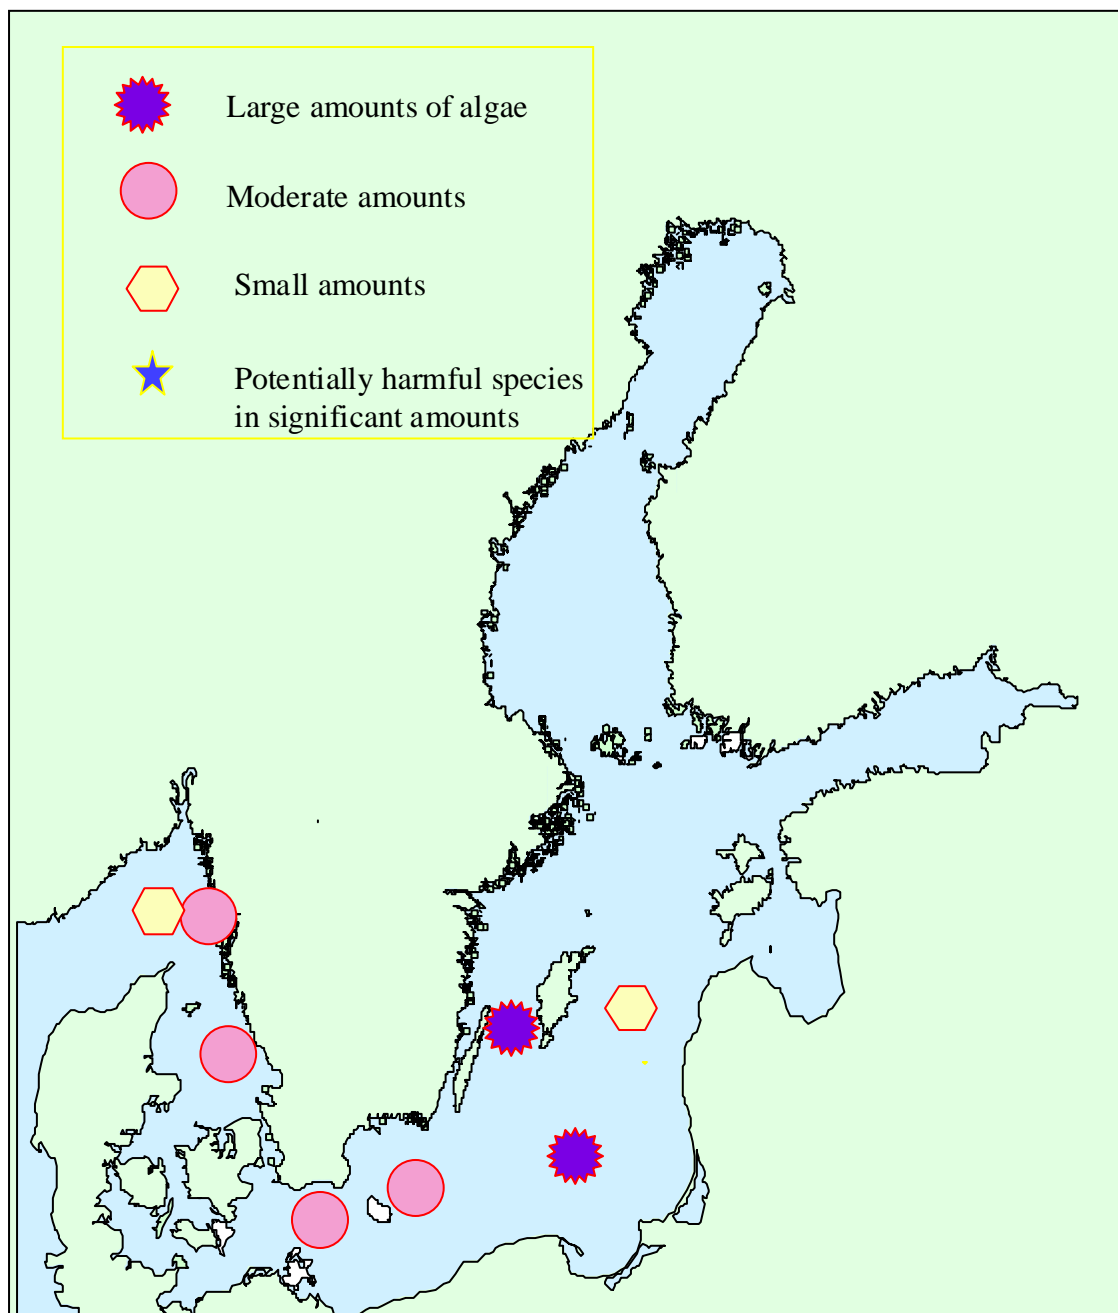 Large amounts of algae
Moderate amounts
Small amounts
Potentially harmful species
in significant amounts